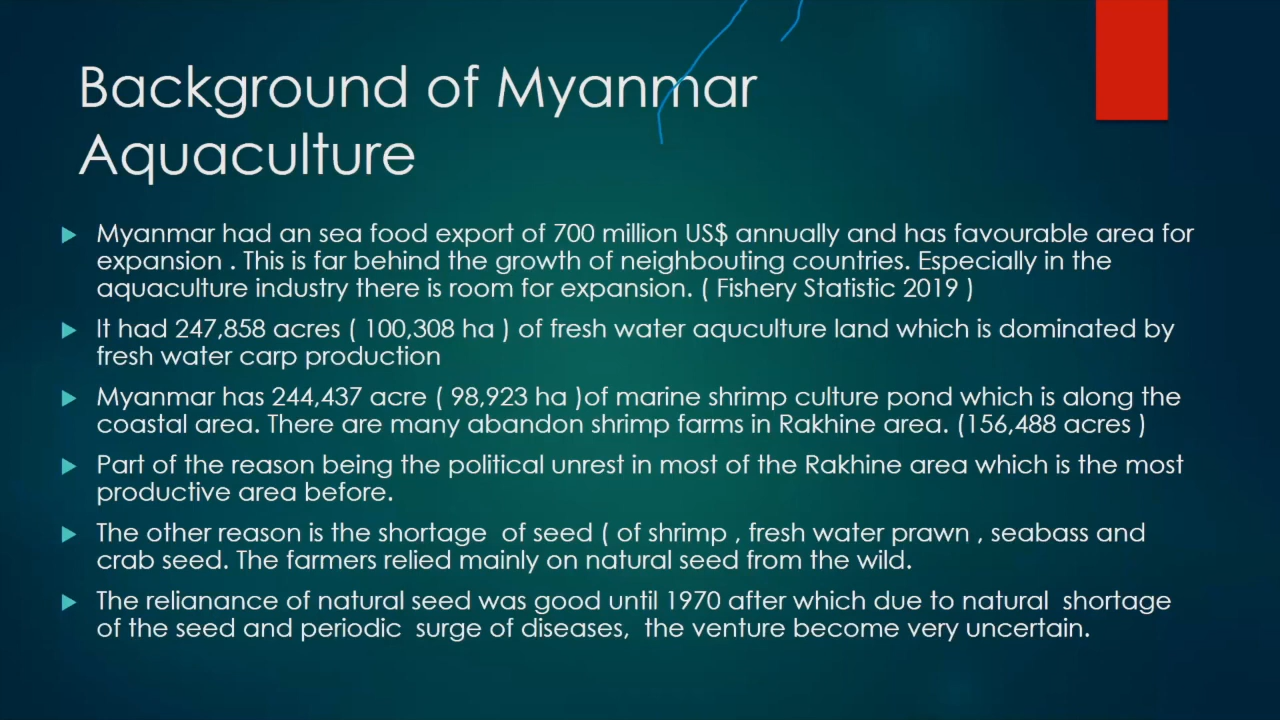 Background of Myanmar
Aquaculture
Myanmar had an sea food export of 700 million US$ annually and has favourable area for
expansion . This is far behind the growth of neighbouting countries. Especially in the
aquaculture industry there is room for expansion. ( Fishery Statistic 2019 )
It had 247,858 acres ( 100,308 ha ) of fresh water aquculture land which is dominated by
fresh water carp production
Myanmar has 244,437 acre ( 98,923 ha )of marine shrimp culture pond which is along the
coastal area. There are many abandon shrimp farms in Rakhine area. (156,488 acres )
Part of the reason being the political unrest in most of the Rakhine area which is the most
productive area before.
The other reason is the shortage  of seed ( of shrimp , fresh water prawn , seabass and
crab seed. The farmers relied mainly on natural seed from the wild.
The relianance of natural seed was good until 1970 after which due to natural  shortage
of the seed and periodic  surge of diseases,  the venture become very uncertain.